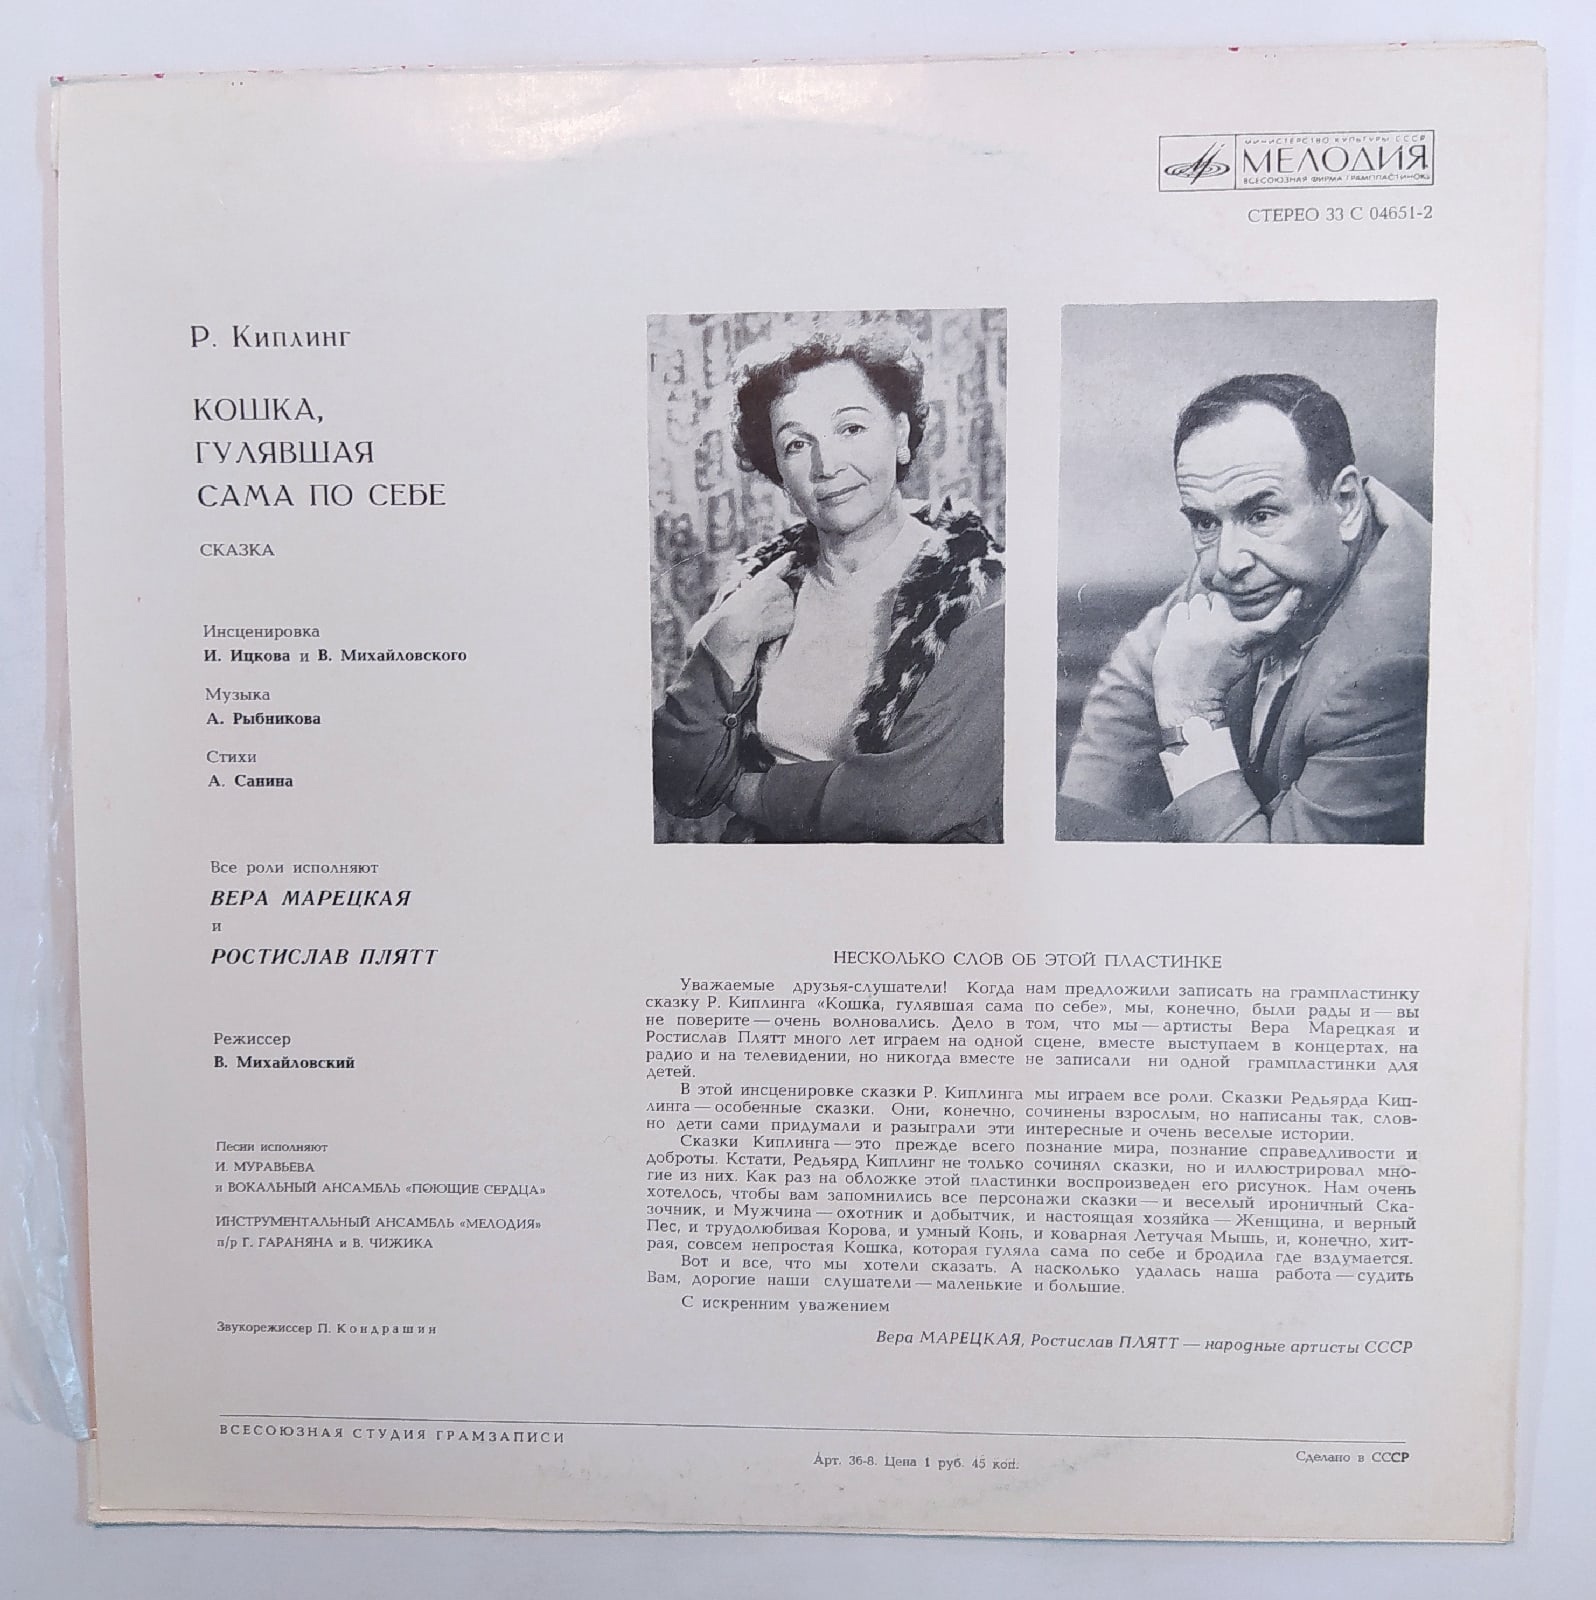 МИНИСТЕРСТВО КУЛЬТУРЫ СССР
МЕЛОДИЯ
ВСЕСОЮЗНАЯ ФИРМА ГРАМПЛАСТИНОК
СТЕРЕО 33 С 04651-2
Р. Киплинг
КОШКА,
ГУЛЯВШАЯ
САМА ПО СЕБЕ
СКАЗКА
Инсценировка
И. Ицкова и В. Михайловского
Музыка
А. Рыбникова
Стихи
А. Санина
Все роли исполняют
ВЕРА МАРЕЦКАЯ
и
РОСТИСЛАВ ПЛЯТТ
Режиссер
В. Михайловский
Песни исполняют
И. МУРАВЬЕВА
и ВОКАЛЬНЫЙ АНСАМБЛЬ «ПОЮЩИЕ СЕРДЦА»
ИНСТРУМЕНТАЛЬНЫЙ АНСАМБЛЬ «МЕЛОДИЯ»
п/р Г. ГАРАНЯНА и В. ЧИЖИКА
Звукорежиссер П. Кондрашин
НЕСКОЛЬКО СЛОВ ОБ ЭТОЙ ПЛАСТИНКЕ
Уважаемые друзья-слушатели! Когда нам предложили записать на грампластинку
сказку Р. Киплинга «Кошка, гулявшая сама по себе», мы, конечно, были рады и — вы
не поверите — очень волновались. Дело в том, что мы — артисты Вера Марецкая и
Ростислав Плятт много лет играем на одной сцене, вместе выступаем в концертах, на
радио и на телевидении, но никогда вместе не записали ни одной грампластинки для
детей.
В этой инсценировке сказки Р. Киплинга мы играем все роли. Сказки Редьярда Кип-
линга — особенные сказки. Они, конечно, сочинены взрослым, но написаны так, слов-
но дети сами придумали и разыграли эти интересные и очень веселые истории.
Сказки Киплинга — это прежде всего познание мира, познание справедливости и
доброты. Кстати, Редьярд Киплинг не только сочинял сказки, но и иллюстрировал мно-
гие из них. Как раз на обложке этой пластинки воспроизведен его рисунок. Нам очень
хотелось, чтобы вам запомнились все персонажи сказки — и веселый ироничный Ска-
зочник, и Мужчина — охотник и добытчик, и настоящая хозяйка — Женщина, и верный
Пес, и трудолюбивая Корова, и умный Конь, и коварная Летучая Мышь, и, конечно, хит-
рая, совсем непростая Кошка, которая гуляла сама по себе и бродила где вздумается.
Вот и все, что мы хотели сказать. А насколько удалась наша работа — судить
Вам, дорогие наши слушатели — маленькие и большие.
С искренним уважением
Вера МАРЕЦКАЯ, Ростислав ПЛЯТТ — народные артисты СССР
ВСЕСОЮЗНАЯ СТУДИЯ ГРАМЗАПИСИ
Арт. 36-8. Цена 1 руб. 45 коп.
Сделано в СССР